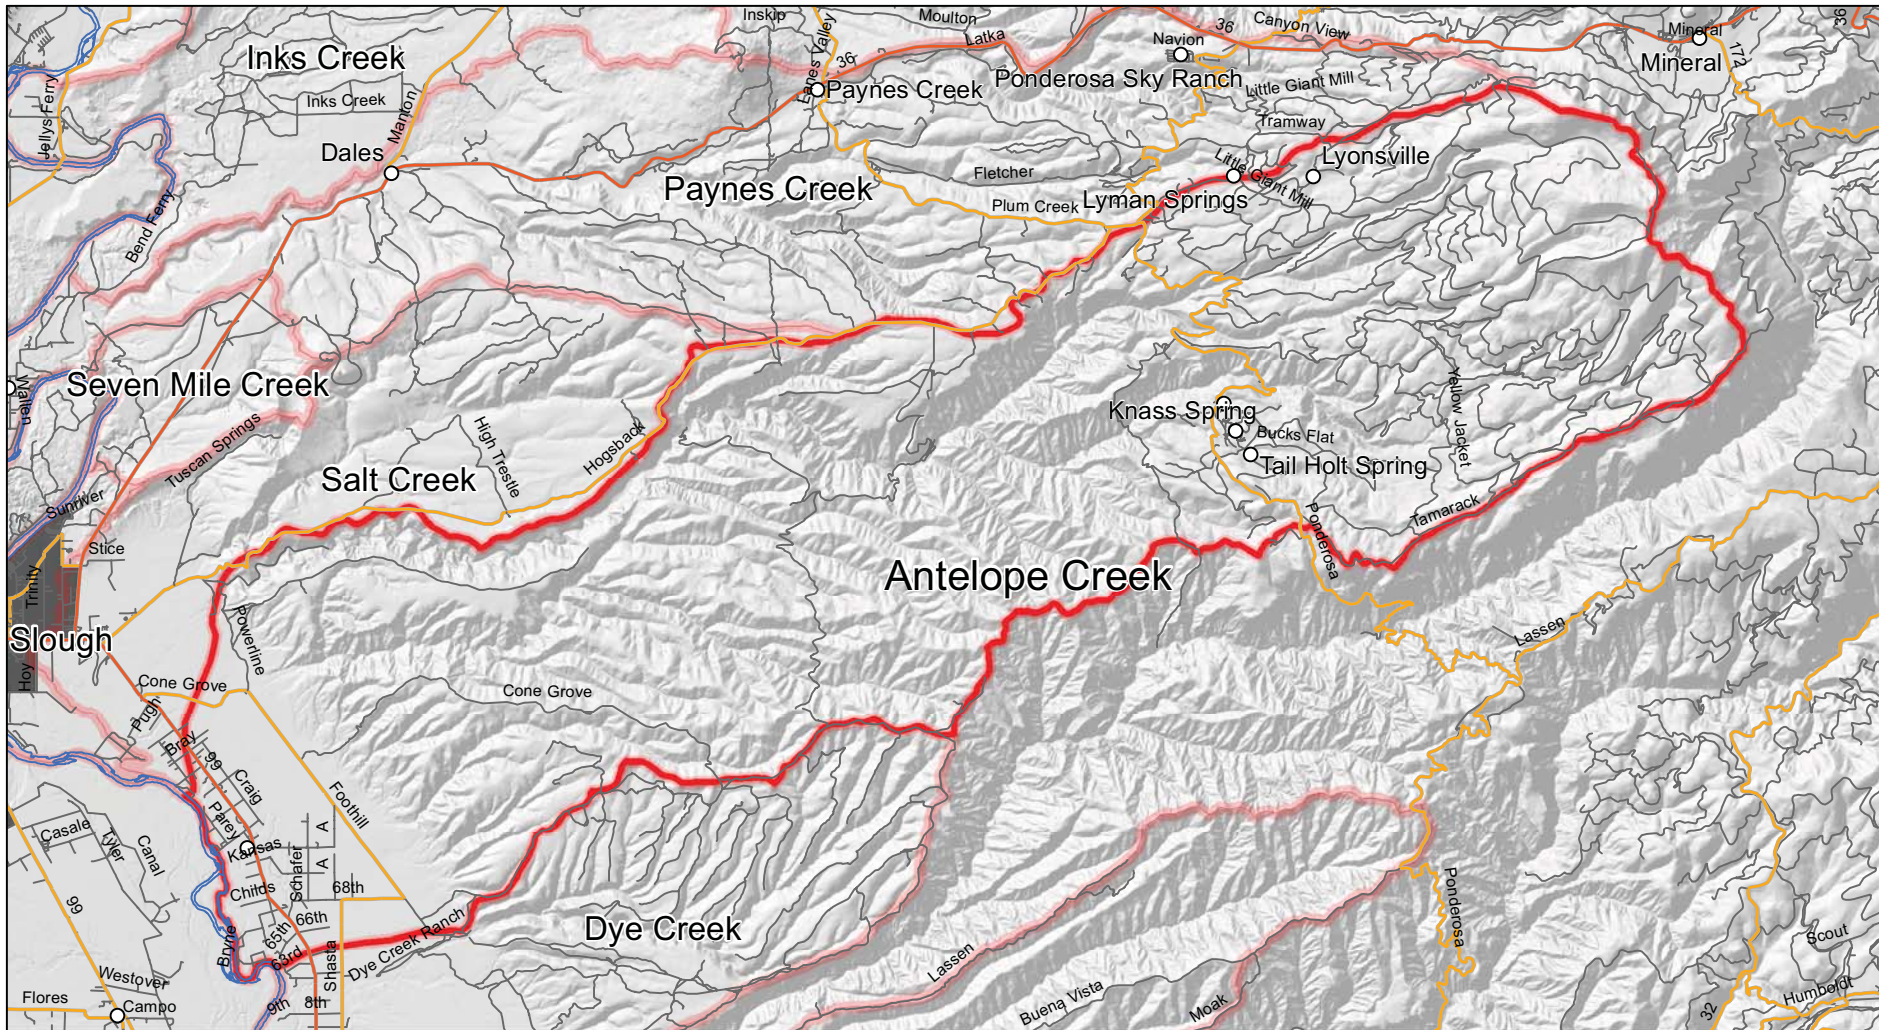 Inskip
Moulton
Canyon View
36
36
Mineral
Mineral
172
Inks Creek
Lanes Valley
36
Latka
Navion
Ponderosa Sky Ranch
Little Giant Mill
Jellys Ferry
Inks Creek
Manton
Paynes Creek
Tramway
Dales
Little Giant Mill
Lyonsville
Fletcher
Paynes Creek
Plum Creek
Lyman Springs
Bend Ferry
Seven Mile Creek
Wallen
Knass Spring
Bucks Flat
Yellow Jacket
Tuscan Springs
High Trestle
Hogsback
Tail Holt Spring
Salt Creek
Sunriver
Tamarack
Stice
Ponderosa
Trinity
Antelope Creek
Powerline
Slough
Lassen
Hoy
Cone Grove
Cone Grove
Pugh
Bray
99
Craig
Foothill
Parey
Casale
Tyler
Canal
Kansas
A
A
Schafer
Childs
68th
99
66th
65th
Dye Creek
Ponderosa
Bryne
63rd
Shasta
Dye Creek Ranch
Lassen
Scout
Westover
Flores
Campo
9th
8th
Buena Vista
Moak
32
Humboldt